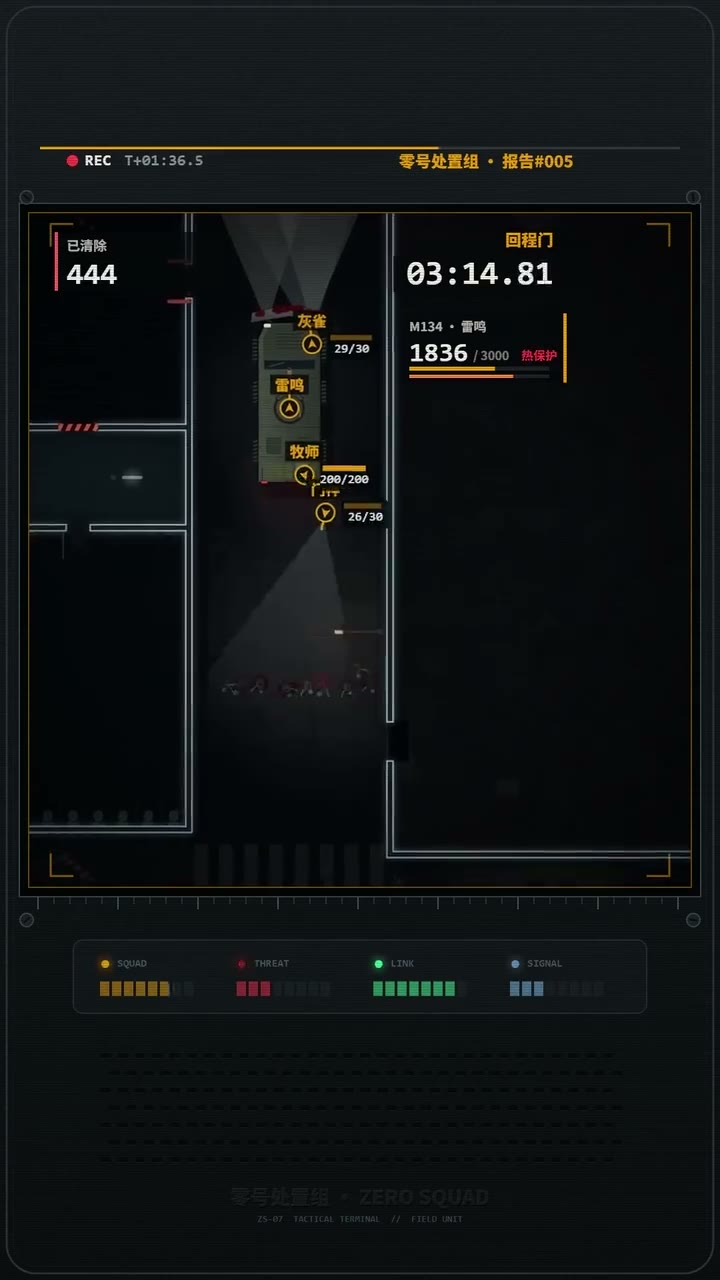 REC T+01:36.5
零号处置组 • 报告#005
已清除
444
回程门
03:14.81
M134 • 雷鸣
1836 / 3000 热保护
灰雀
29/30
雷鸣
牧师
200/200
26/30
SQUAD
THREAT
LINK
SIGNAL
零号处置组 • ZERO SQUAD
ZS-07 TACTICAL TERMINAL // FIELD UNIT